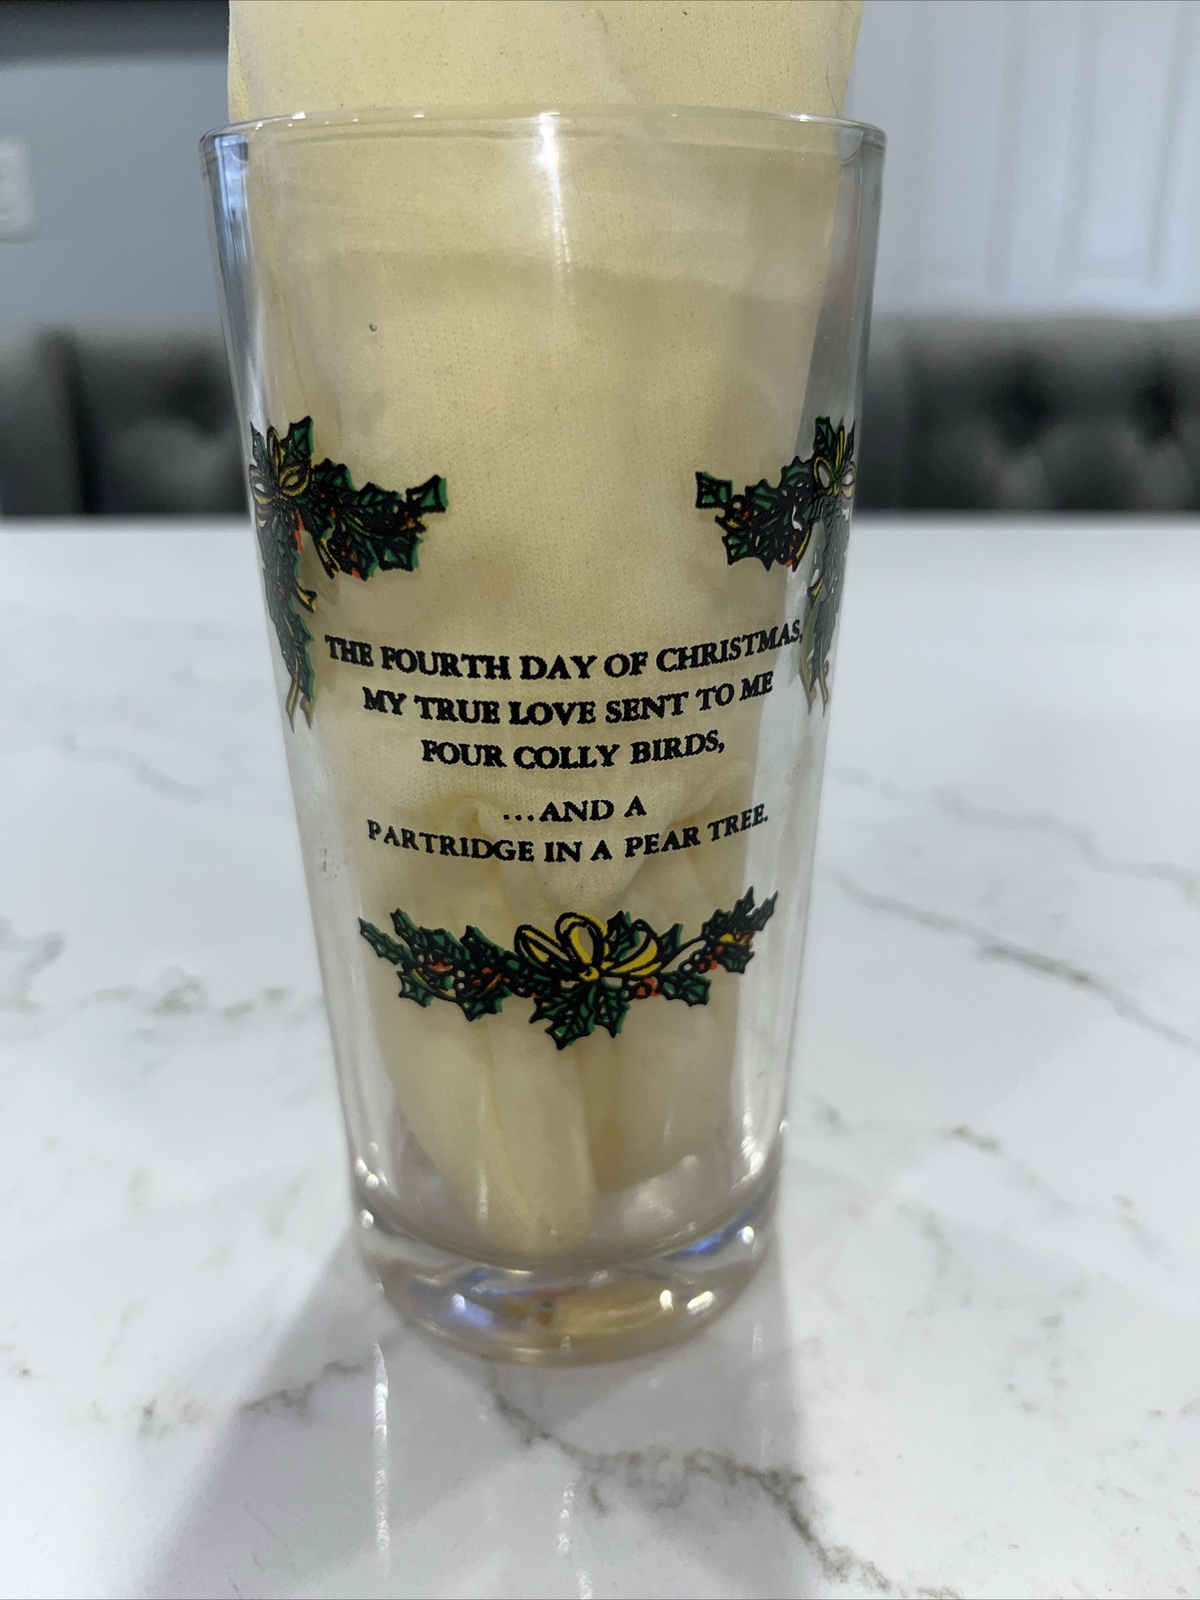 THE FOURTH DAY OF CHRISTMAS,
MY TRUE LOVE SENT TO ME
FOUR COLLY BIRDS,
...AND A
PARTRIDGE IN A PEAR TREE.